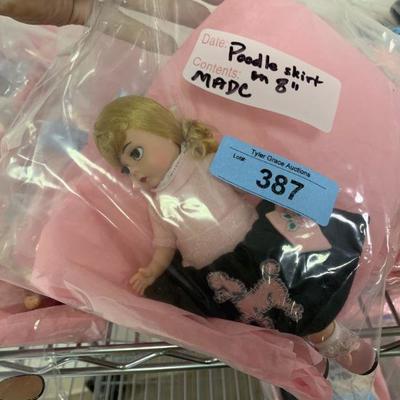 Date: Poodle skirt
Contents: on 8"
MADC
Tyler Grace Auctions
Lot#
387